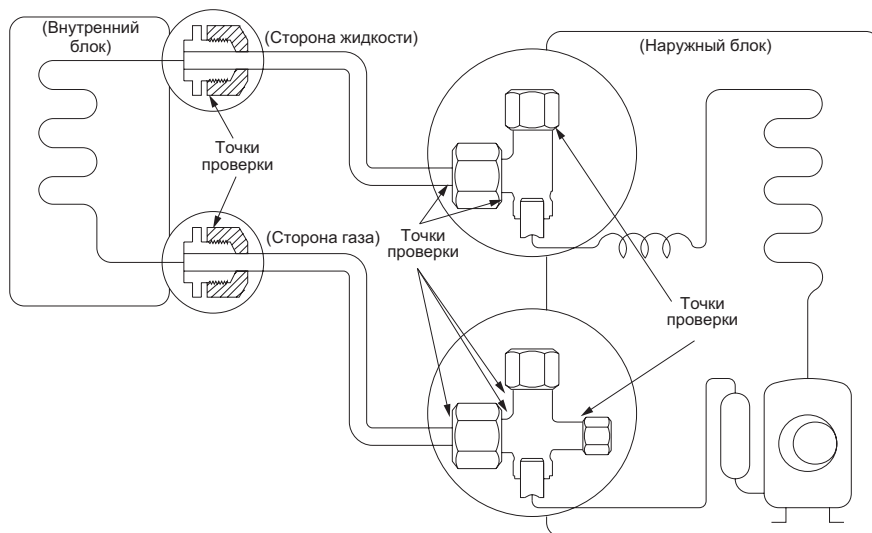 (Внутренний
блок)
(Сторона жидкости)
(Наружный блок)
Точки
проверки
(Сторона газа)
Точки
проверки
Точки
проверки